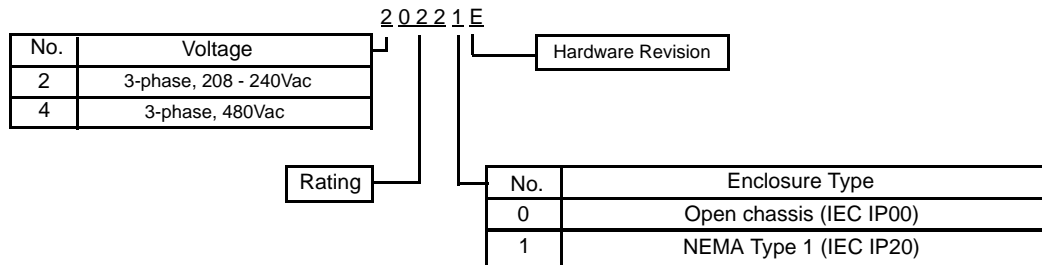 2 0 2 2 1 E
No. Voltage
2 3-phase, 208 - 240Vac
4 3-phase, 480Vac
Hardware Revision
Rating
No. Enclosure Type
0 Open chassis (IEC IP00)
1 NEMA Type 1 (IEC IP20)